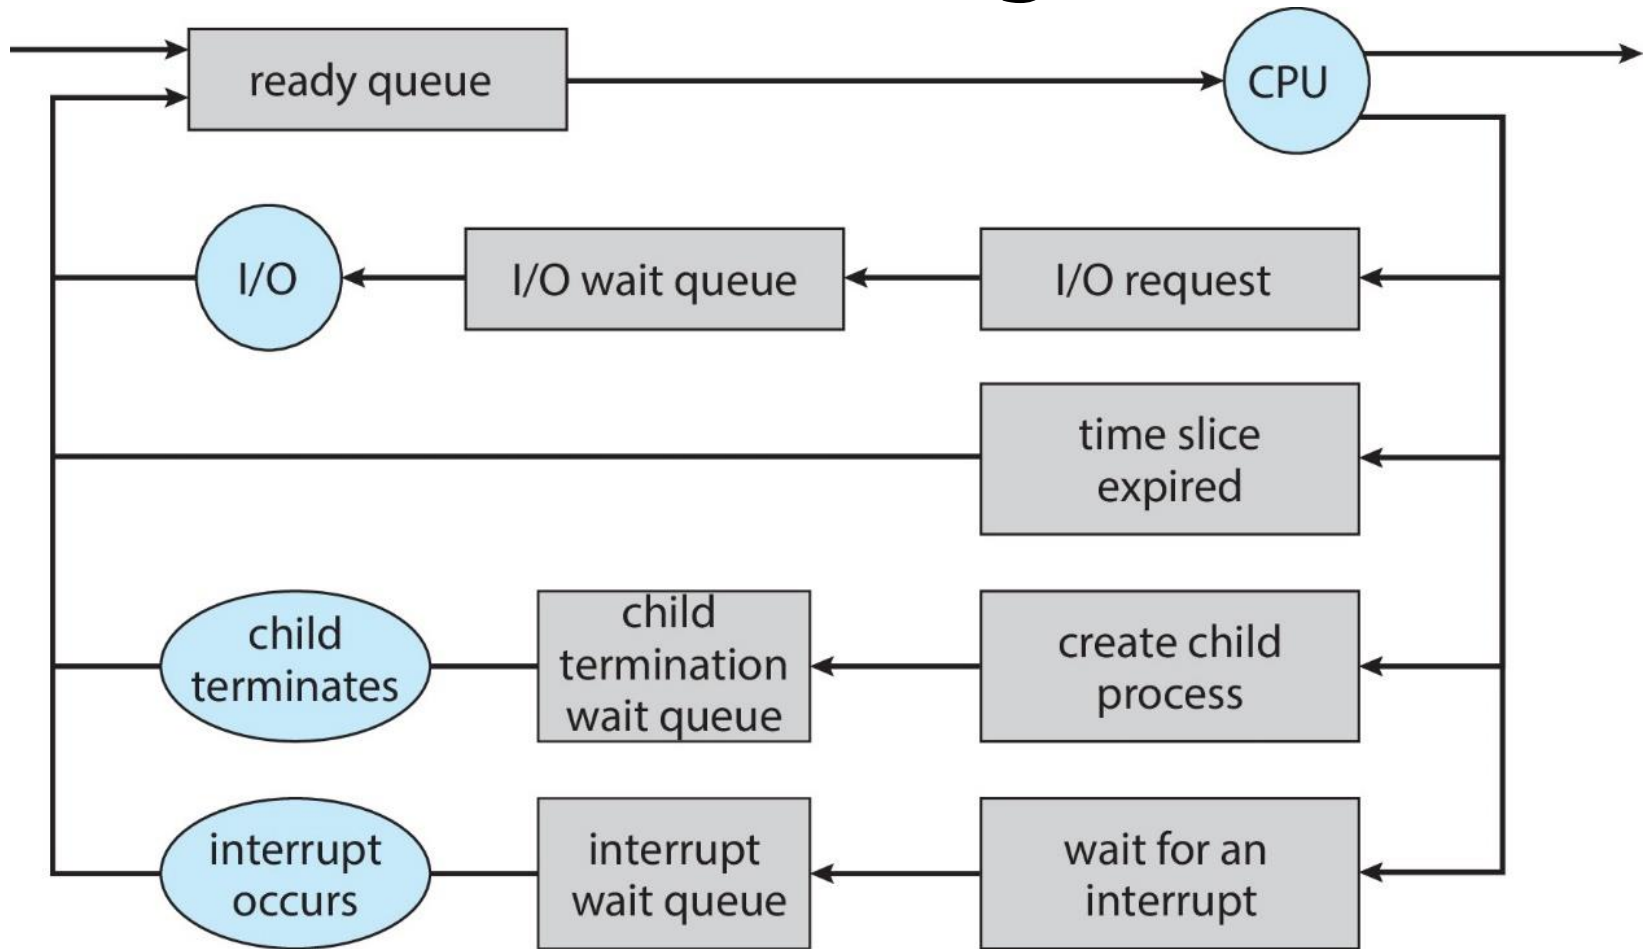 ready queue
CPU
I/O
I/O wait queue
I/O request
time slice
expired
child
terminates
child
termination
wait queue
create child
process
interrupt
occurs
interrupt
wait queue
wait for an
interrupt